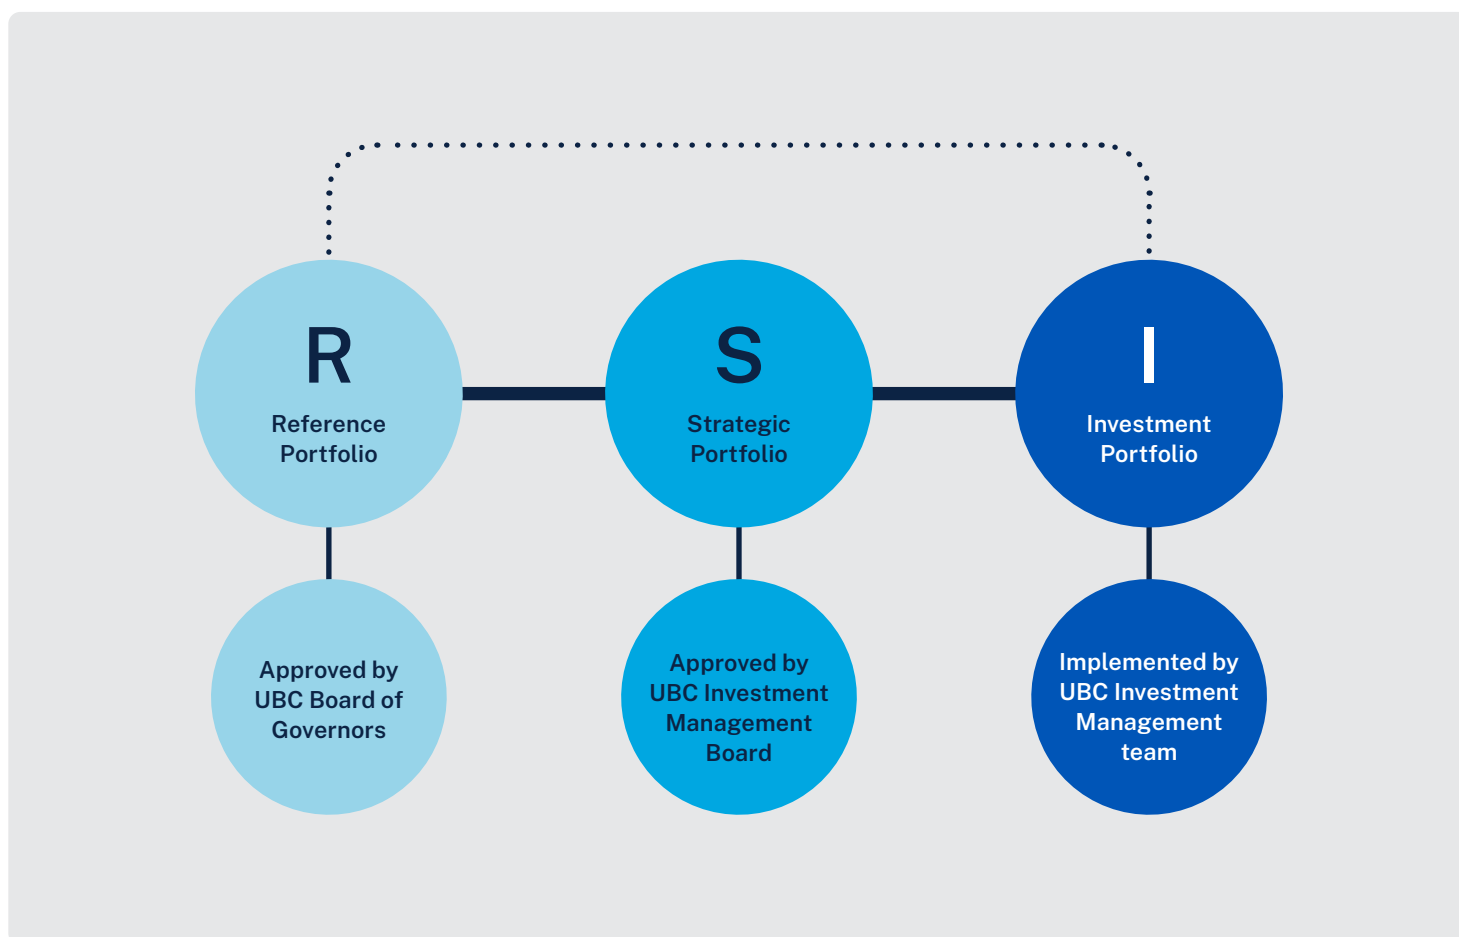 R
Reference
Portfolio
S
Strategic
Portfolio
I
Investment
Portfolio
Approved by
UBC Board of
Governors
Approved by
UBC Investment
Management
Board
Implemented by
UBC Investment
Management
team